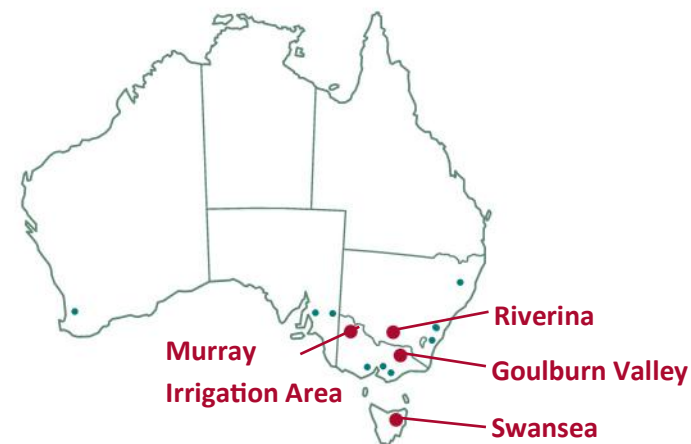 Riverina
Murray
Irrigation Area
Goulburn Valley
Swansea